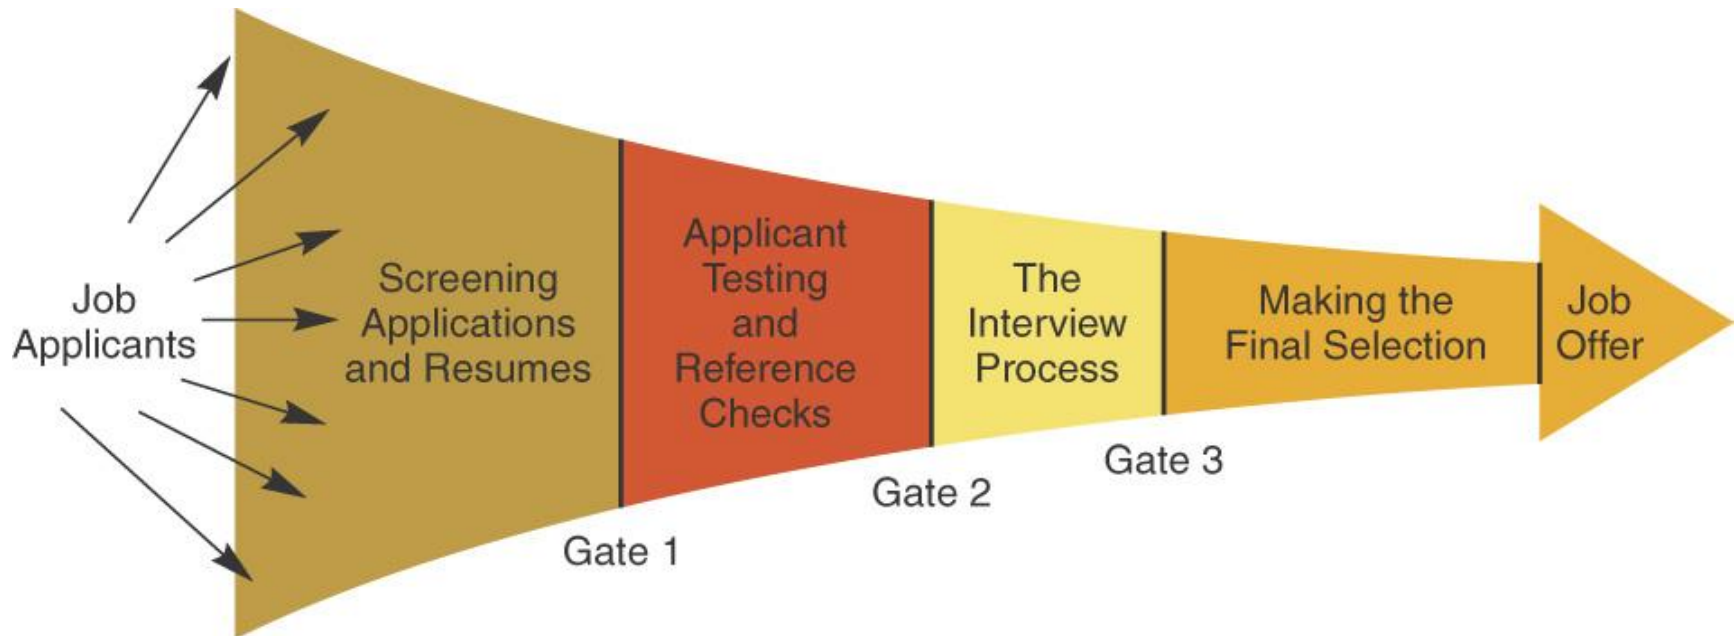 Job
Applicants
Screening
Applications
and Resumes
Applicant
Testing
and
Reference
Checks
The
Interview
Process
Making the
Final Selection
Job
Offer
Gate 1
Gate 2
Gate 3